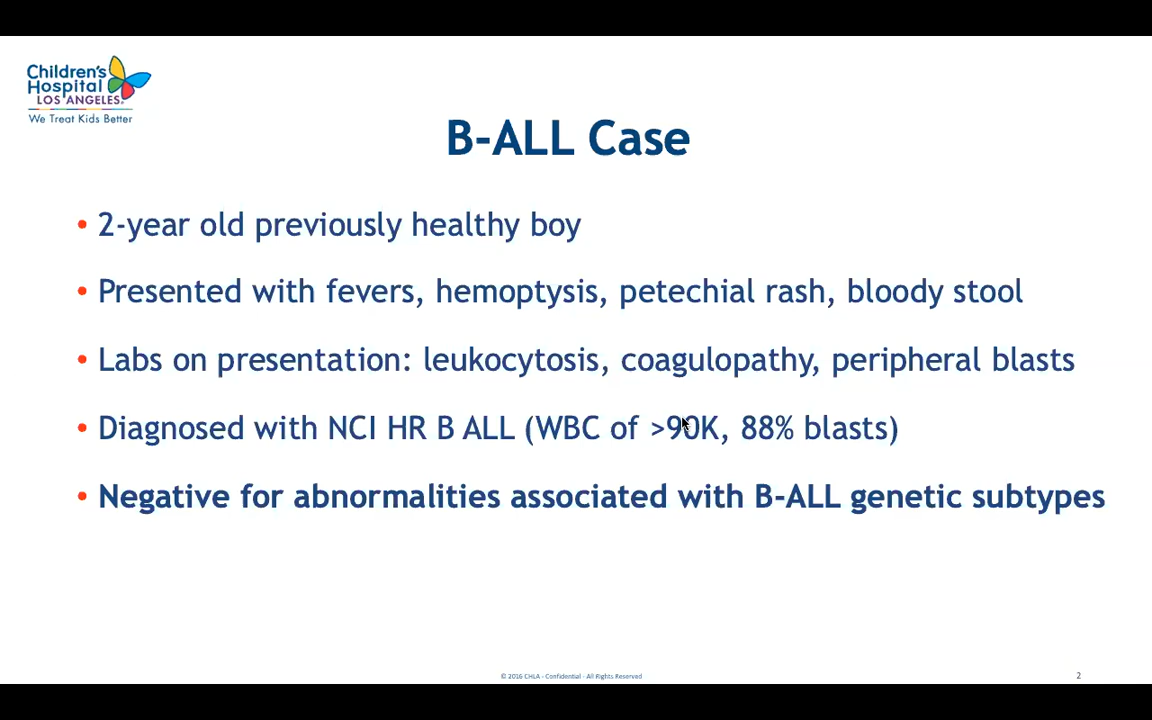 Children's
Hospital
LOS ANGELES®
We Treat Kids Better
B-ALL Case
• 2-year old previously healthy boy
• Presented with fevers, hemoptysis, petechial rash, bloody stool
• Labs on presentation: leukocytosis, coagulopathy, peripheral blasts
• Diagnosed with NCI HR B ALL (WBC of >90K, 88% blasts)
• Negative for abnormalities associated with B-ALL genetic subtypes
© 2016 CHLA - Confidential - All Rights Reserved
2